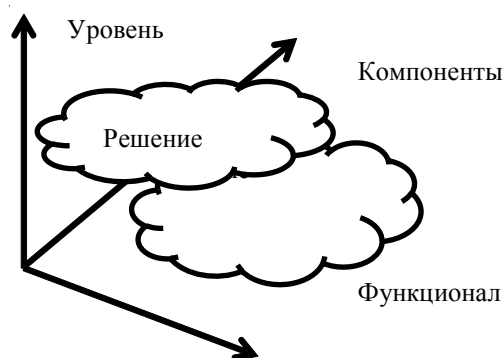 Уровень
Компоненты
Решение
Функционал